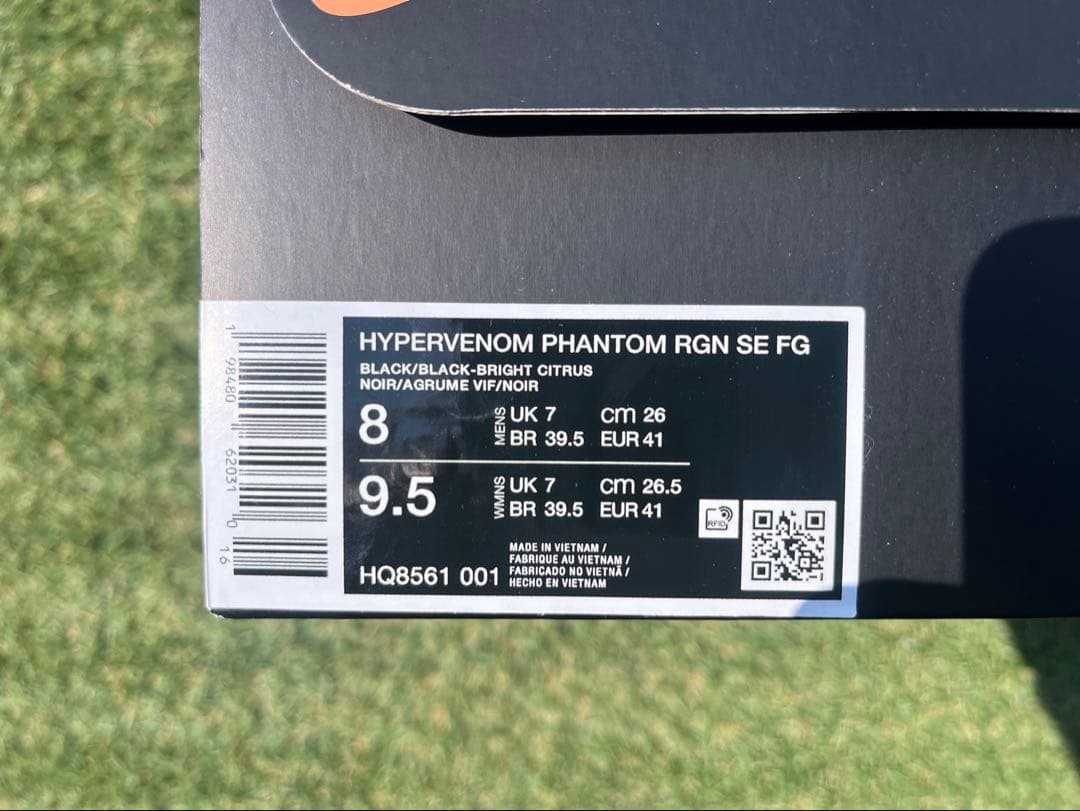 HYPERVENOM PHANTOM RGN SE FG
BLACK/BLACK-BRIGHT CITRUS
NOIR/AGRUME VIF/NOIR
8 MENS UK 7 cm 26
BR 39.5 EUR 41
9.5 WMNS UK 7 cm 26.5
BR 39.5 EUR 41
RFID
HQ8561 001
MADE IN VIETNAM /
FABRIQUE AU VIETNAM /
FABRICADO NO VIETNÃ /
HECHO EN VIETNAM
1 98480 62031 0 16